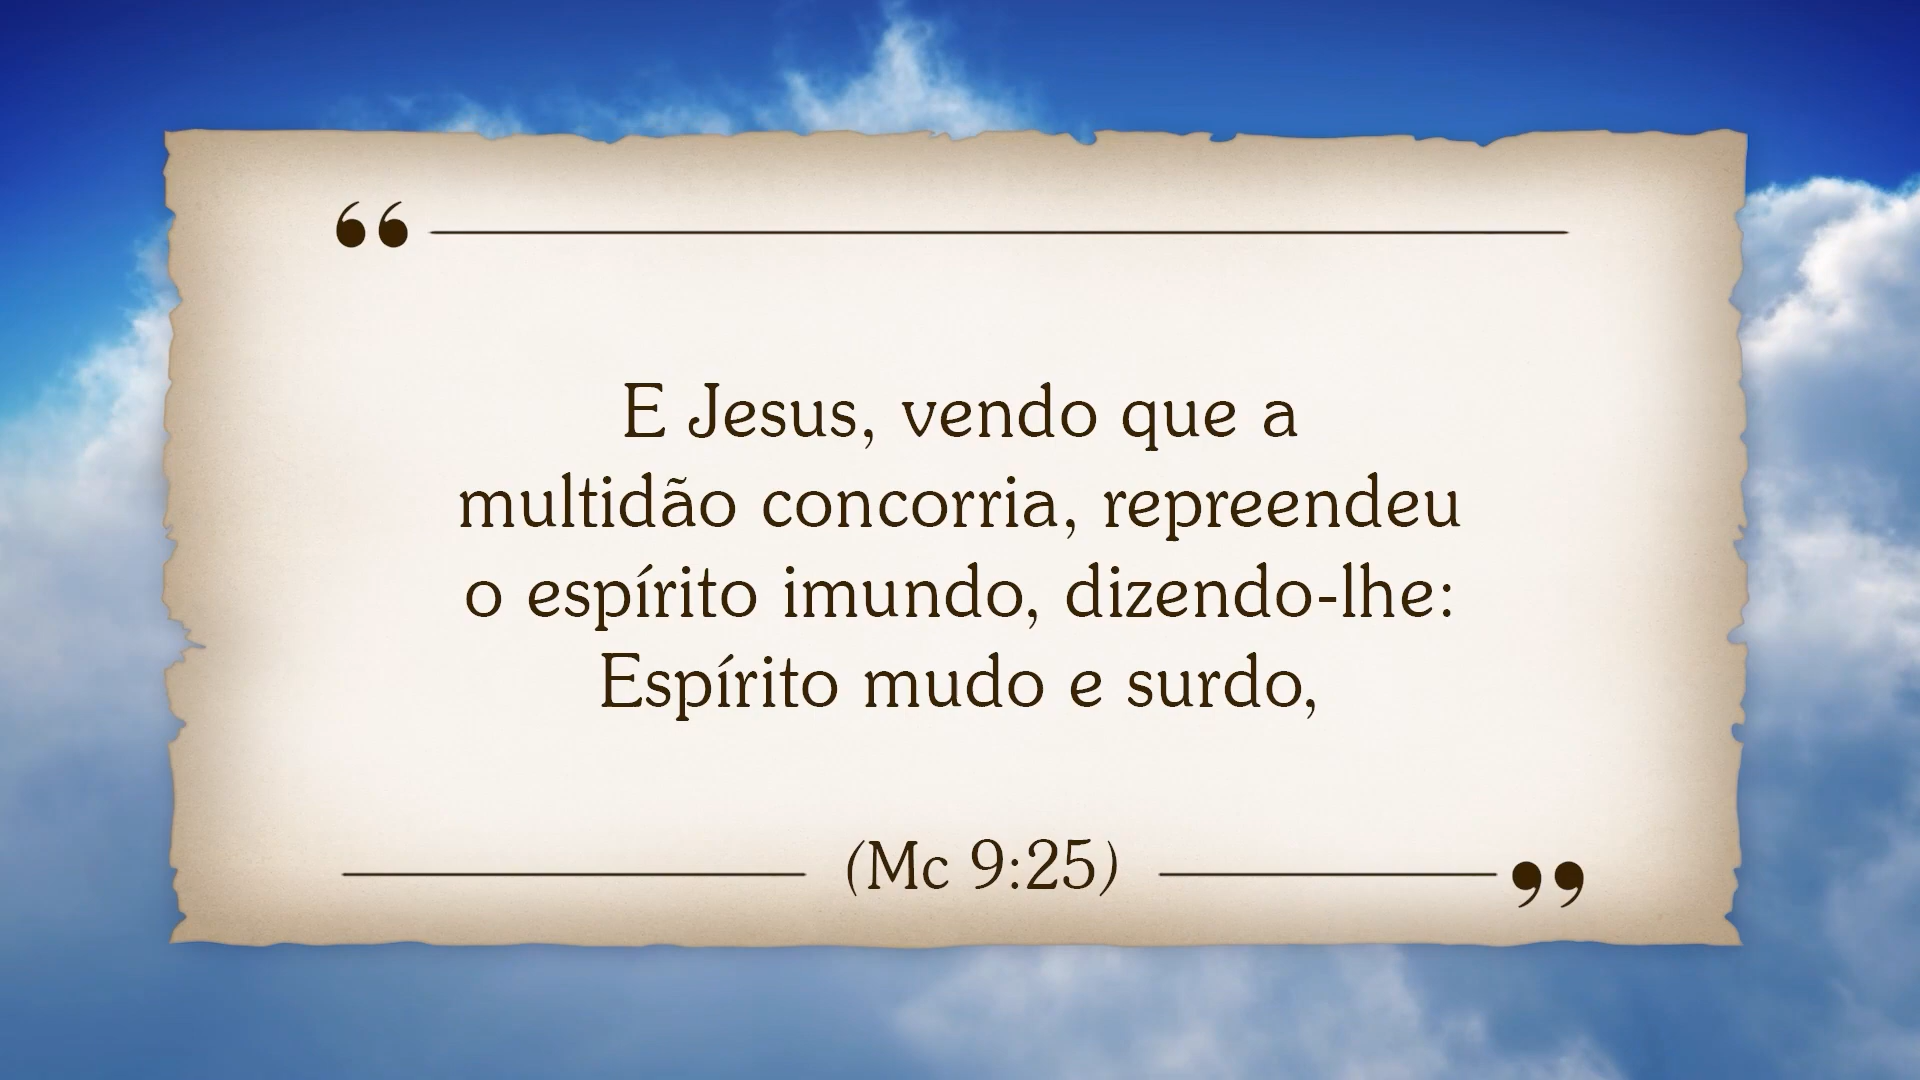 “
E Jesus, vendo que a
multidão concorria, repreendeu
o espírito imundo, dizendo-lhe:
Espírito mudo e surdo,
(Mc 9:25)
”